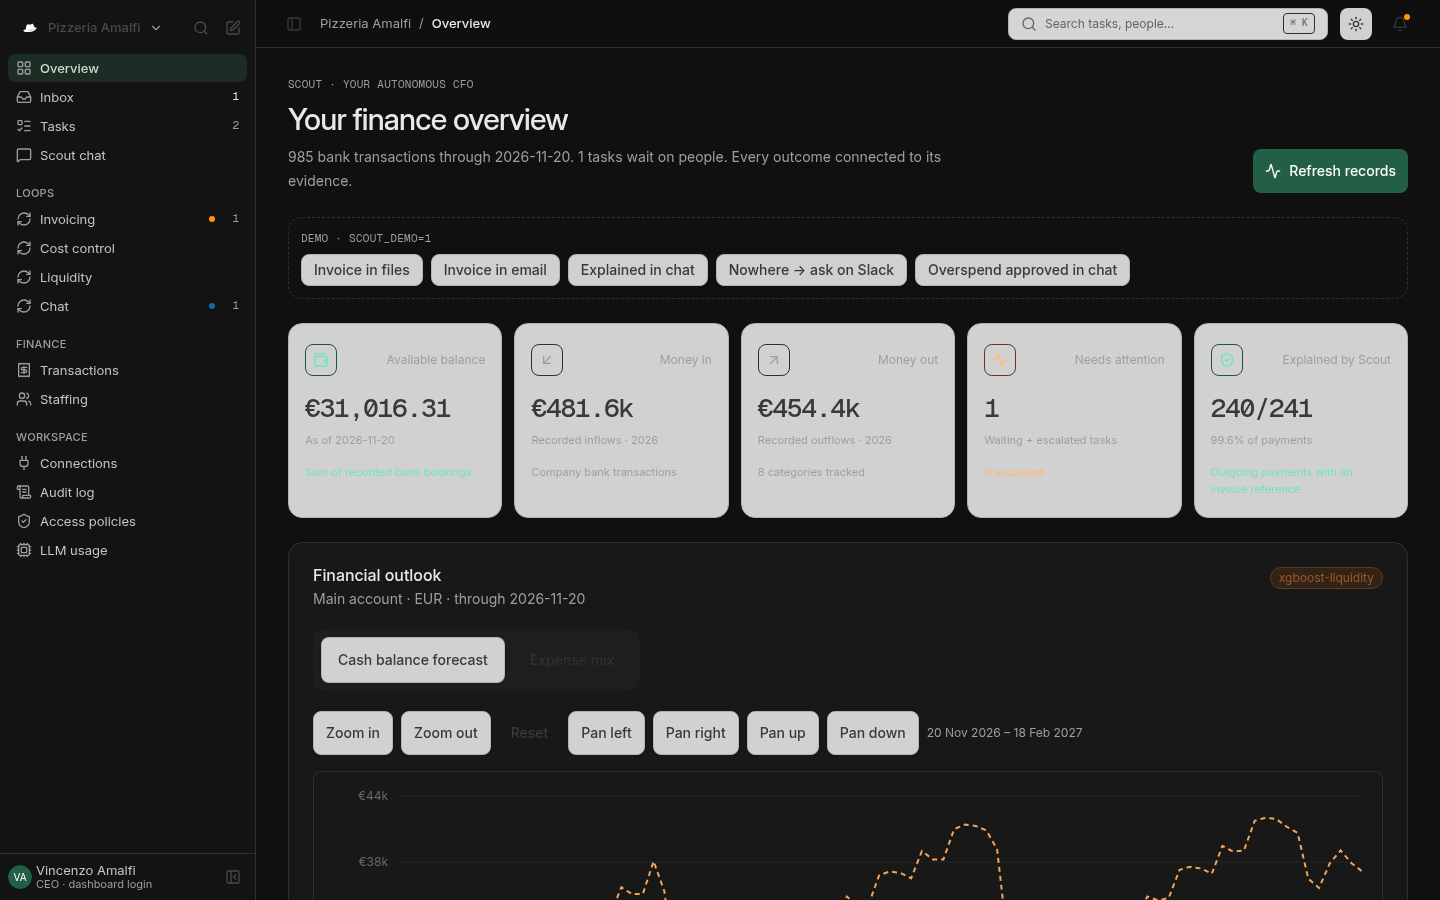 Pizzeria Amalfi
Overview
Inbox 1
Tasks 2
Scout chat
LOOPS
Invoicing 1
Cost control
Liquidity
Chat 1
FINANCE
Transactions
Staffing
WORKSPACE
Connections
Audit log
Access policies
LLM usage
VA
Vincenzo Amalfi
CEO · dashboard login
Pizzeria Amalfi / Overview
Search tasks, people... ⌘ K
SCOUT · YOUR AUTONOMOUS CFO
Your finance overview
985 bank transactions through 2026-11-20. 1 tasks wait on people. Every outcome connected to its
evidence.
Refresh records
DEMO · SCOUT_DEMO=1
Invoice in files
Invoice in email
Explained in chat
Nowhere → ask on Slack
Overspend approved in chat
Available balance
€31,016.31
As of 2026-11-20
Sum of recorded bank bookings
Money in
€481.6k
Recorded inflows · 2026
Company bank transactions
Money out
€454.4k
Recorded outflows · 2026
8 categories tracked
Needs attention
1
Waiting + escalated tasks
0 escalated
Explained by Scout
240/241
99.6% of payments
Outgoing payments with an
invoice reference
Financial outlook
Main account · EUR · through 2026-11-20
xgboost-liquidity
Cash balance forecast
Expense mix
Zoom in
Zoom out
Reset
Pan left
Pan right
Pan up
Pan down
20 Nov 2026 – 18 Feb 2027
€44k
€38k